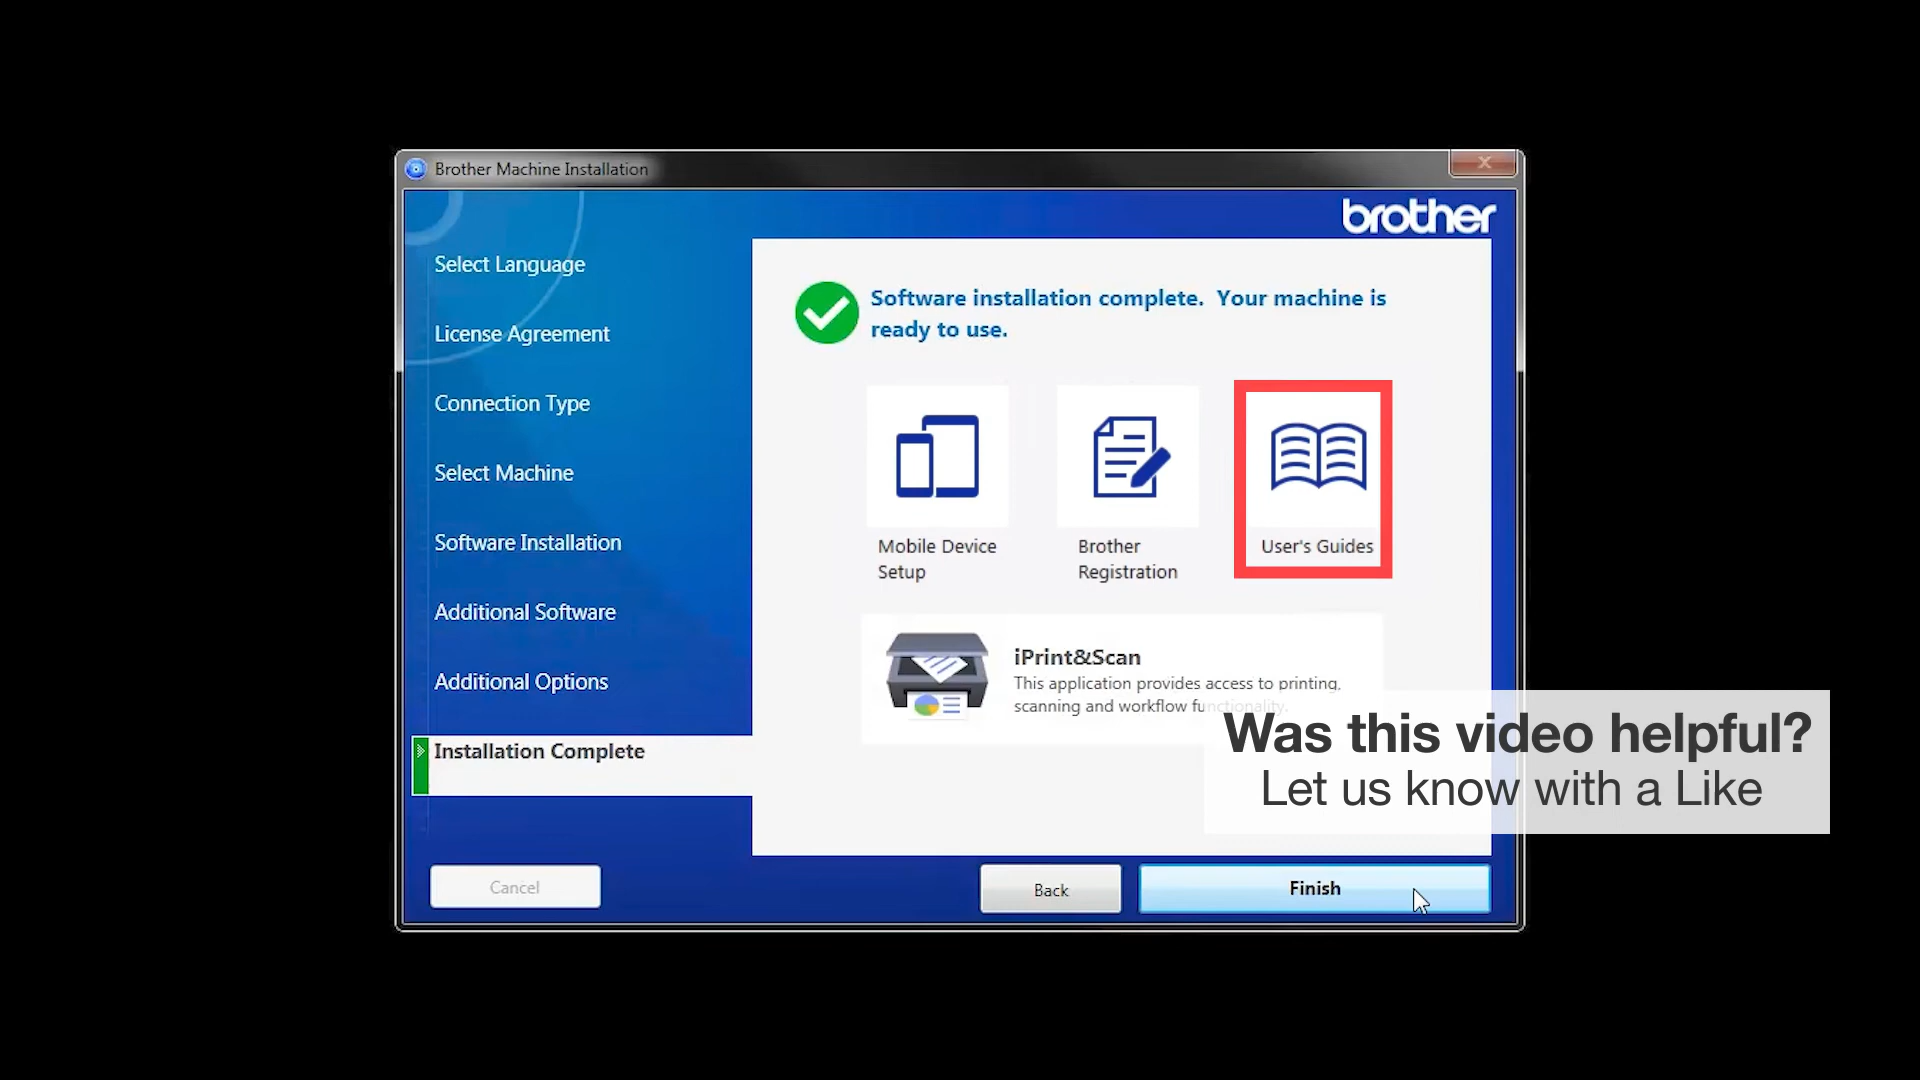 Brother Machine Installation
brother
Select Language
License Agreement
Connection Type
Select Machine
Software Installation
Additional Software
Additional Options
Installation Complete
Software installation complete. Your machine is
ready to use.
Mobile Device
Setup
Brother
Registration
User's Guides
iPrint&Scan
This application provides access to printing,
scanning and workflow functionality.
Was this video helpful?
Let us know with a Like
Cancel
Back
Finish